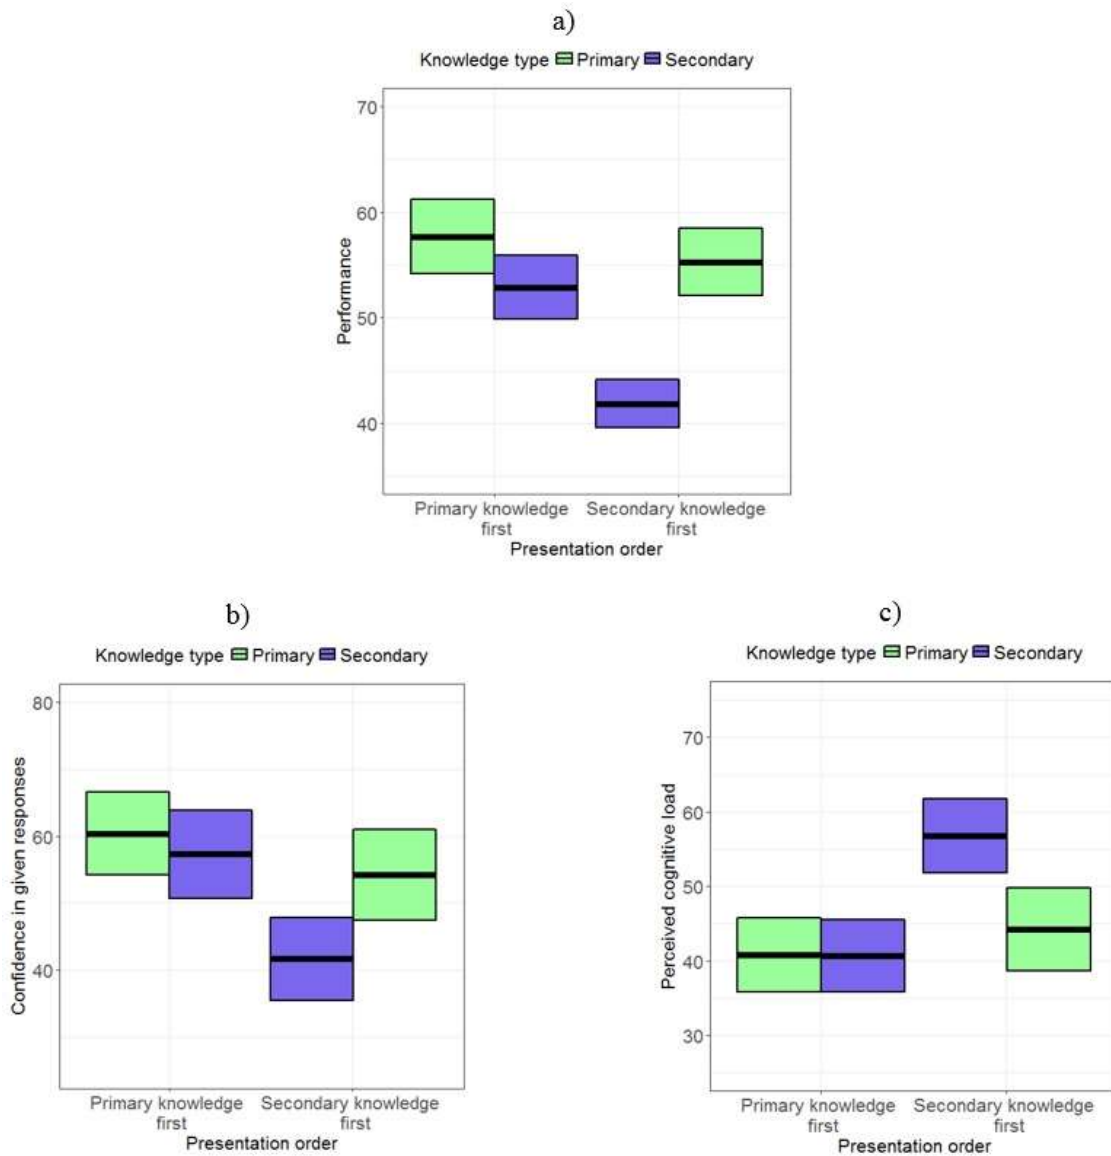 a)
Knowledge type Primary Secondary
70
60
50
40
Performance
Primary knowledge first
Secondary knowledge first
Presentation order
b)
Knowledge type Primary Secondary
80
60
40
Confidence in given responses
Primary knowledge first
Secondary knowledge first
Presentation order
c)
Knowledge type Primary Secondary
70
60
50
40
30
Perceived cognitive load
Primary knowledge first
Secondary knowledge first
Presentation order